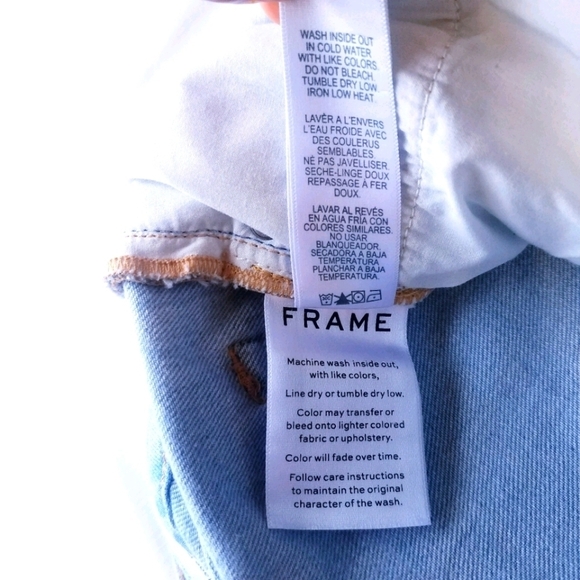 WASH INSIDE OUT
IN COLD WATER
WITH LIKE COLORS.
DO NOT BLEACH.
TUMBLE DRY LOW
IRON LOW HEAT.
LAVÉR A L'ENVERS
L'EAU FROIDE AVEC
DES COULERUS
SEMBLABLES.
NÉ PAS JAVELLISER.
SECHE-LINGE DOUX
REPASSAGE À FER
DOUX.
LAVAR AL REVÉS
EN AGUA FRÍA CON
COLORES SIMILARES.
NO USAR
BLANQUEADOR.
SECADORA A BAJA
TEMPERATURA
PLANCHAR A BAJA
TEMPERATURA.
FRAME
Machine wash inside out,
with like colors,
Line dry or tumble dry low.
Color may transfer or
bleed onto lighter colored
fabric or upholstery.
Color will fade over time.
Follow care instructions
to maintain the original
character of the wash.